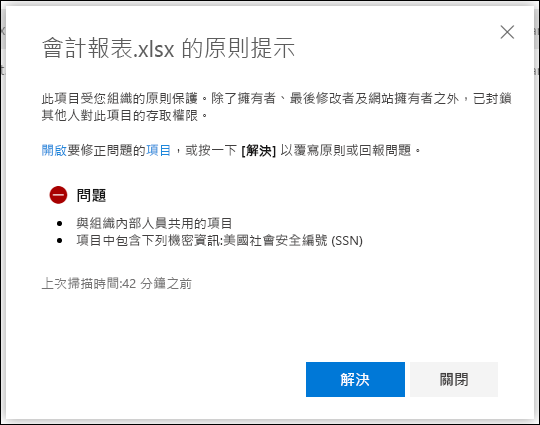 會計報表.xlsx 的原則提示
此項目受您組織的原則保護。除了擁有者、最後修改者及網站擁有者之外，已封鎖
其他人對此項目的存取權限。
開啟要修正問題的項目，或按一下 [解決] 以覆寫原則或回報問題。
問題
與組織內部人員共用的項目
項目中包含下列機密資訊:美國社會安全編號 (SSN)
上次掃描時間:42 分鐘之前
解決
關閉